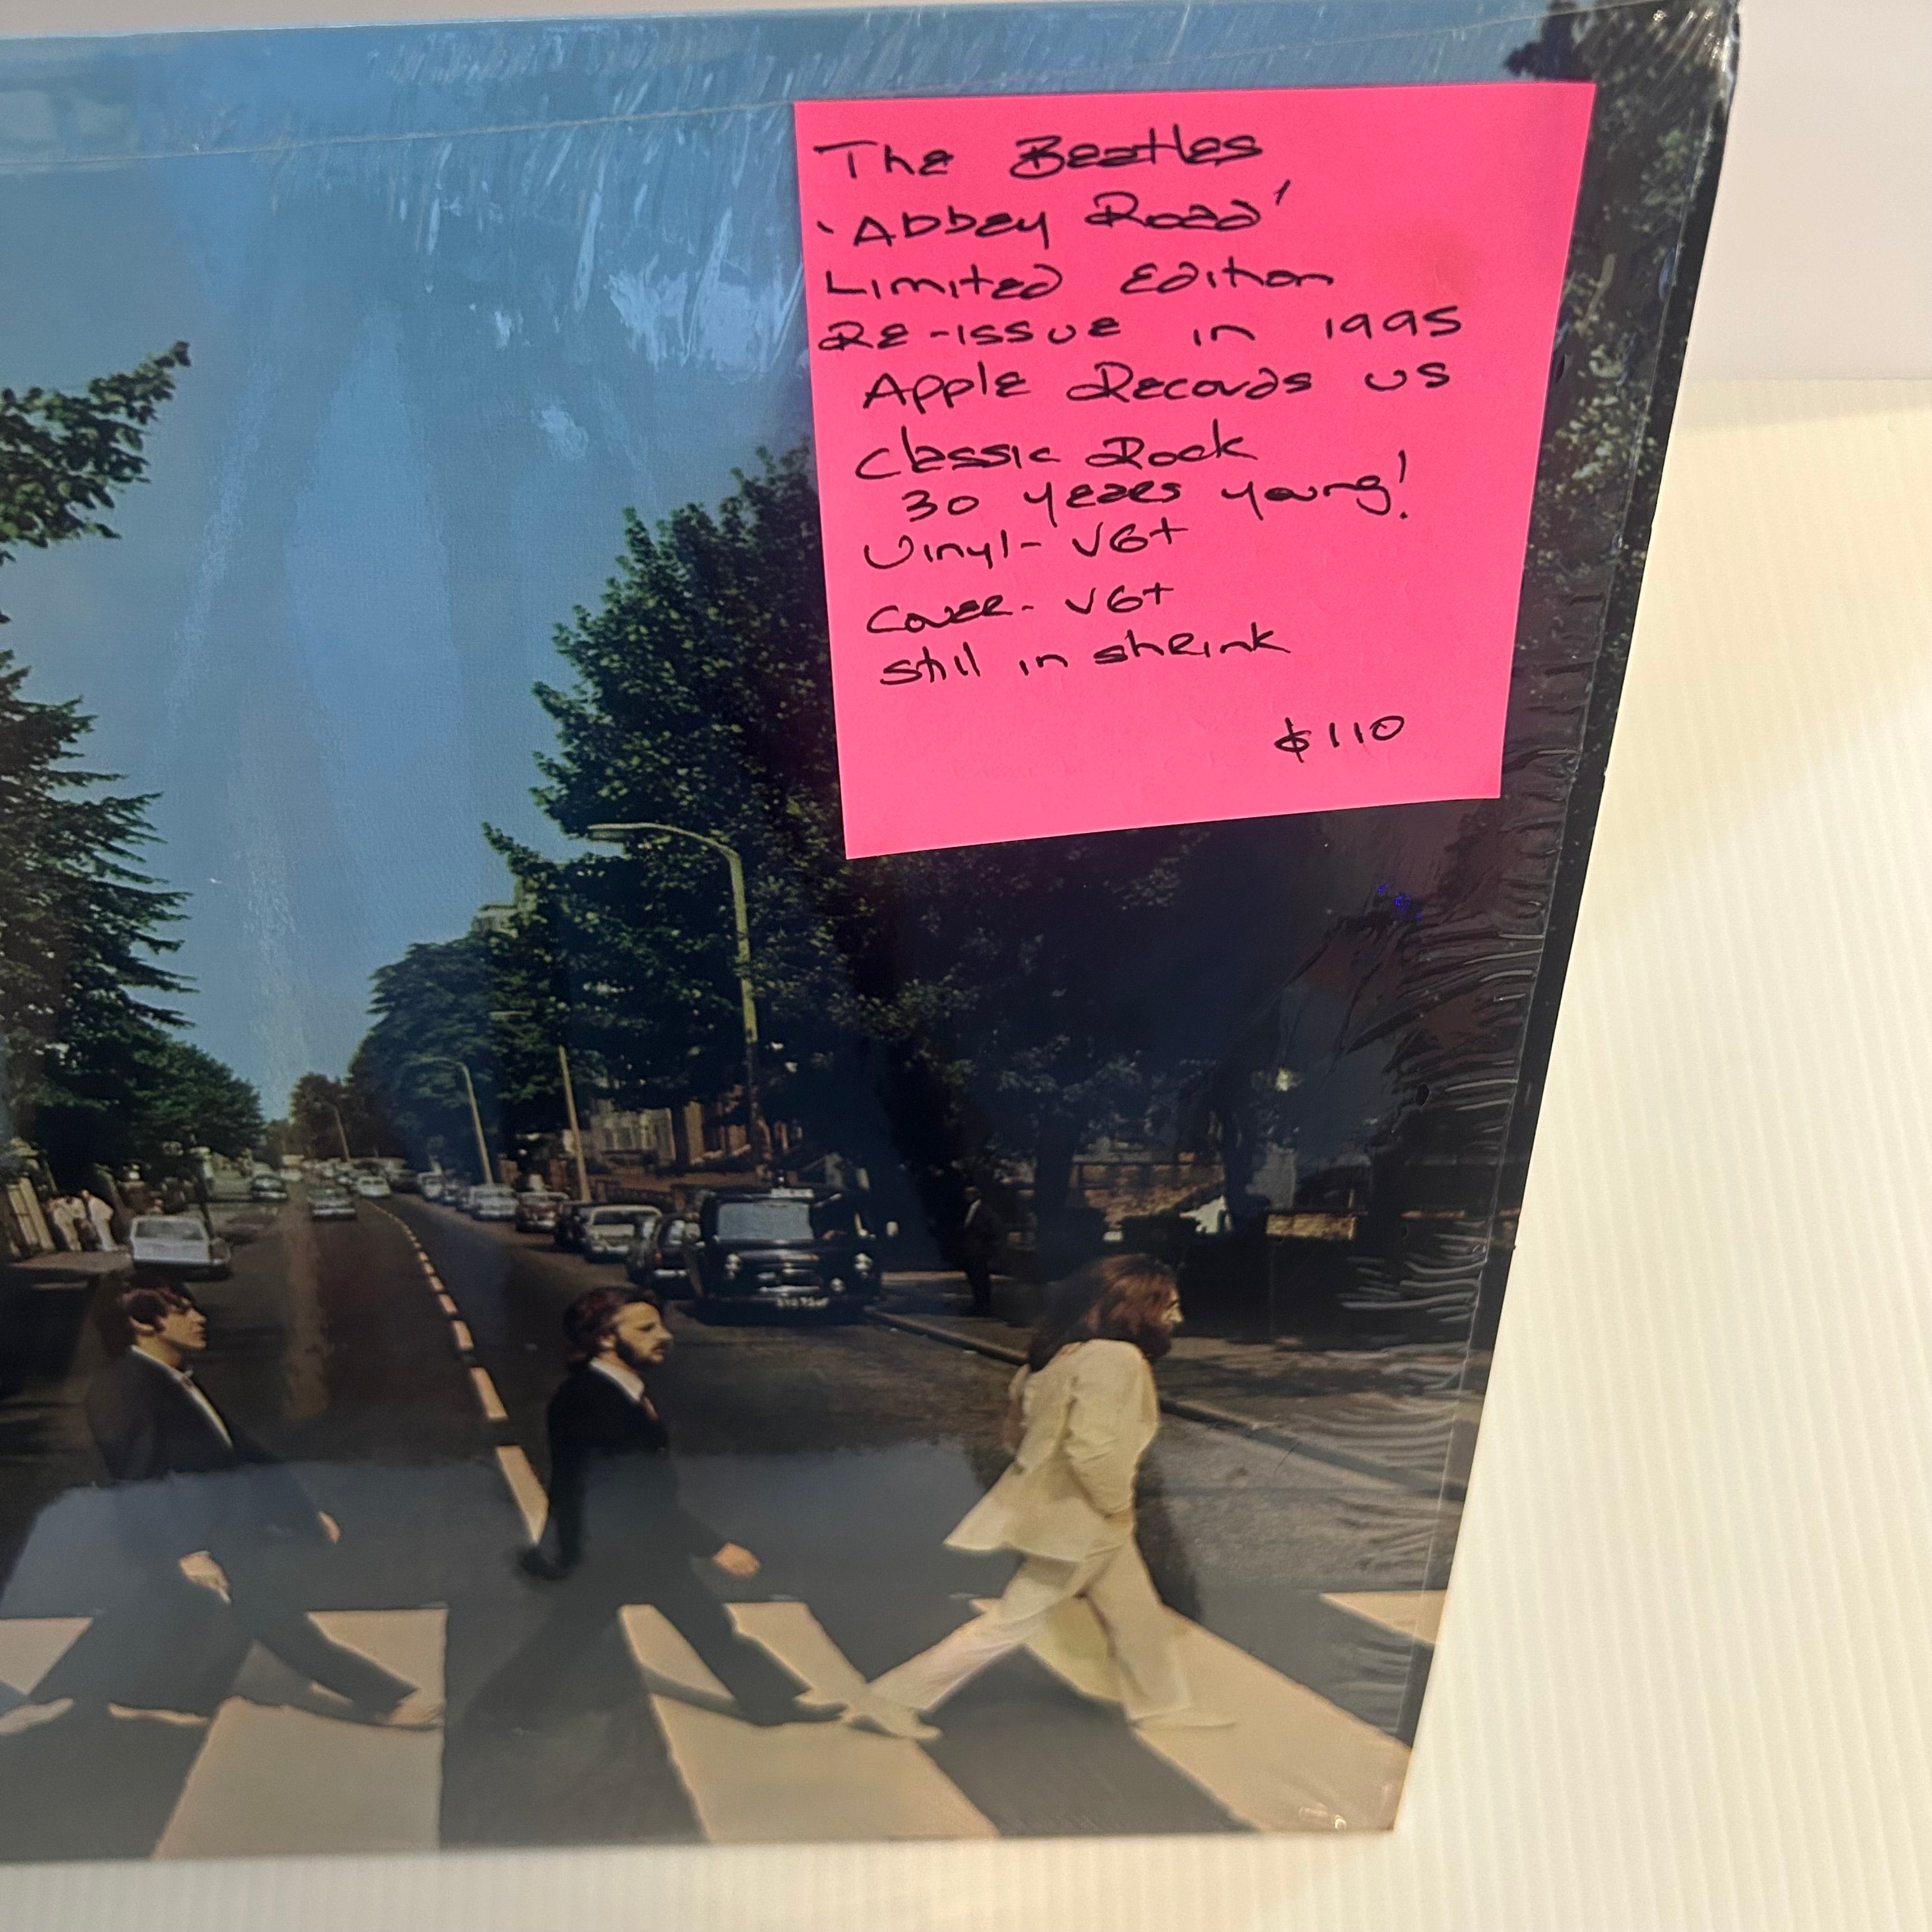 The Beatles
'Abbey Road'
Limited Edition
RE-ISSUE in 1995
Apple Records US
Classic Rock
30 years young!
Vinyl- VG+
Cover- VG+
Still in shrink
$110